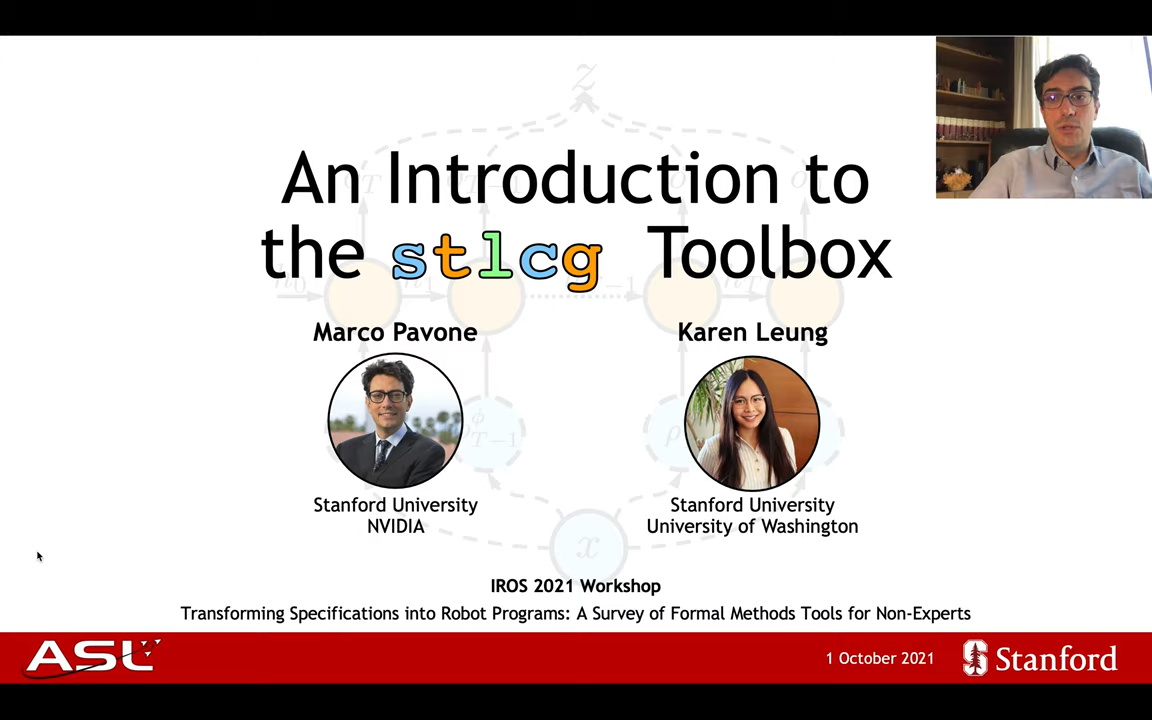 An Introduction to
the stlcg Toolbox
Marco Pavone
Karen Leung
Stanford University
NVIDIA
Stanford University
University of Washington
IROS 2021 Workshop
Transforming Specifications into Robot Programs: A Survey of Formal Methods Tools for Non-Experts
ASL
1 October 2021
Stanford
z
x